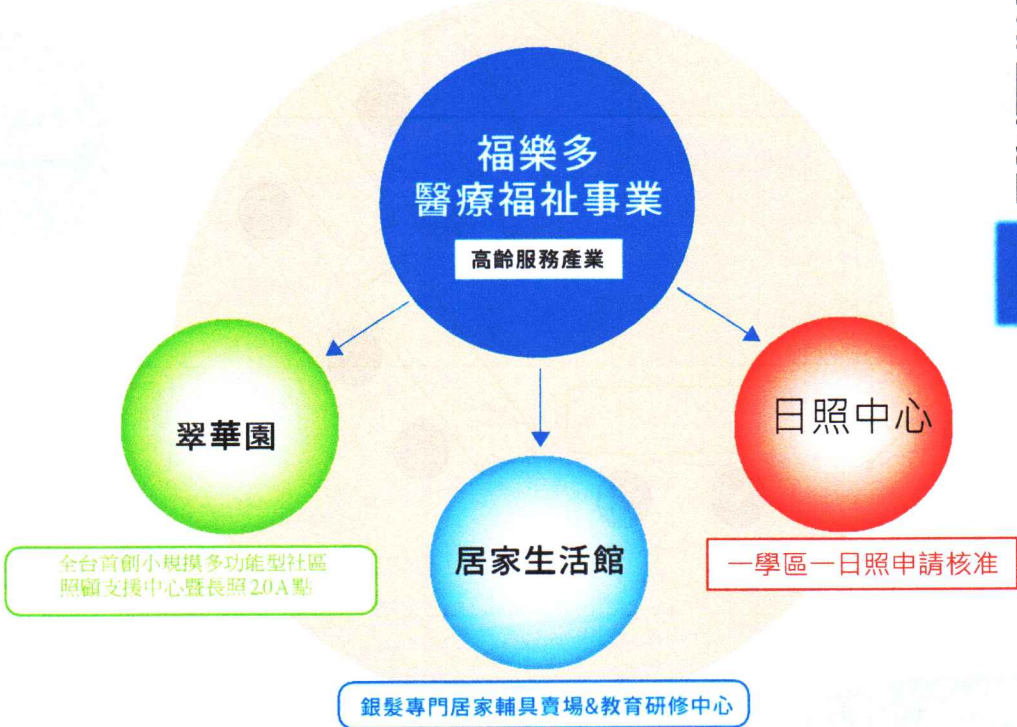 福樂多
醫療福祉事業
高齡服務產業
翠華園
日照中心
居家生活館
全台首創小規摸多功能型社區
照顧支援中心暨長照2.0A點
一學區一日照申請核准
銀髮專門居家輔具賣場&教育研修中心